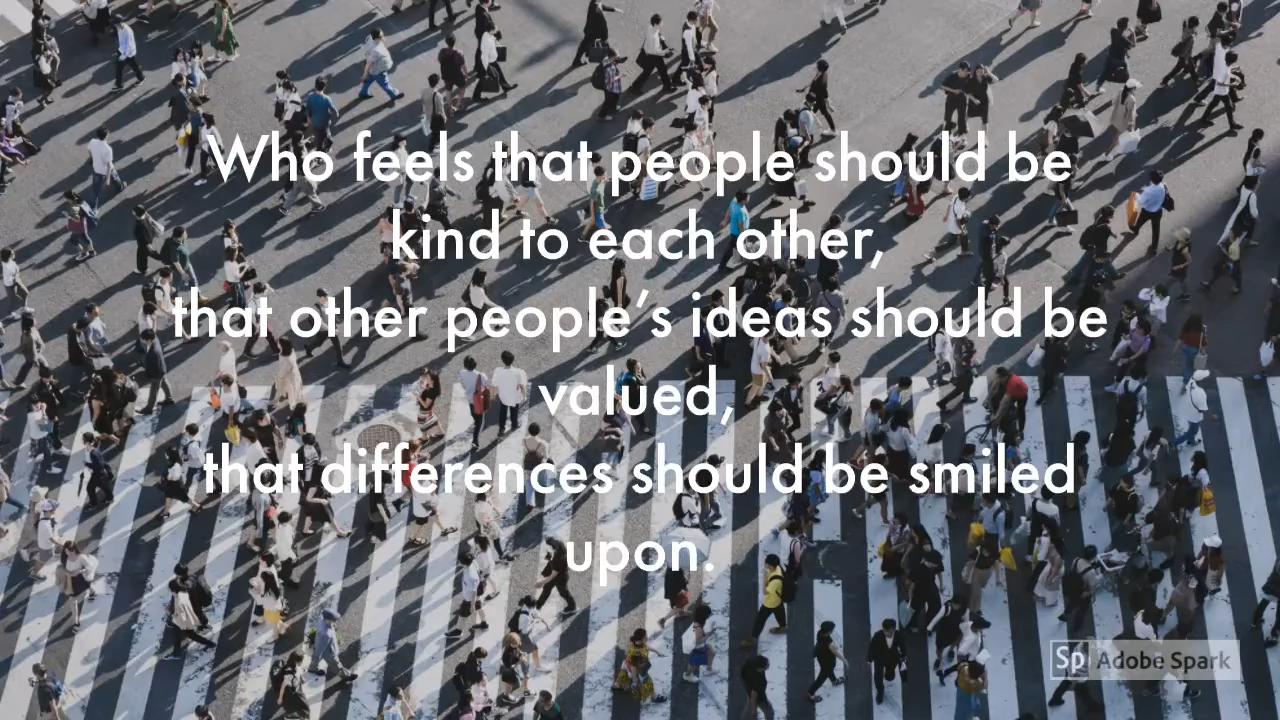 Who feels that people should be
kind to each other,
that other people’s ideas should be
valued,
that differences should be smiled
upon.
Sp Adobe Spark